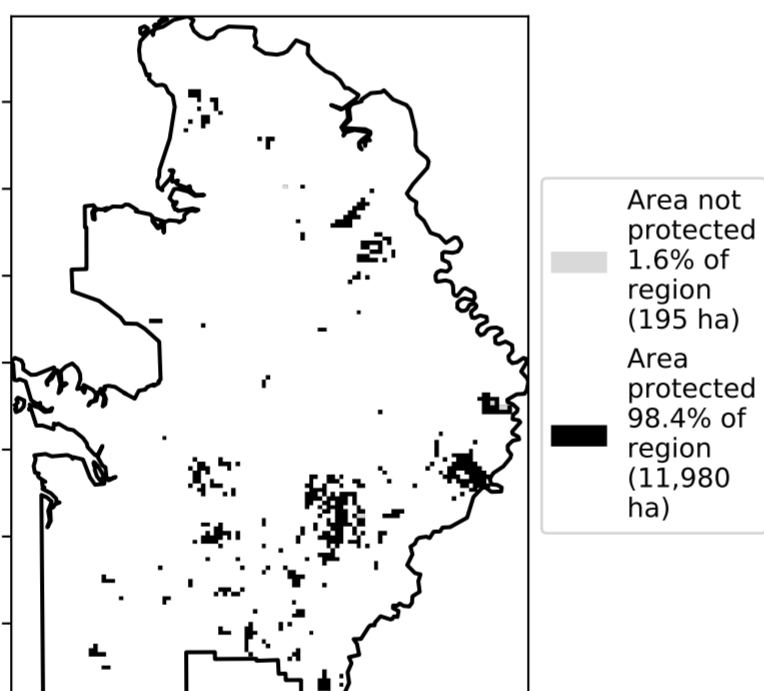 Area not
protected
1.6% of
region
(195 ha)
Area
protected
98.4% of
region
(11,980
ha)